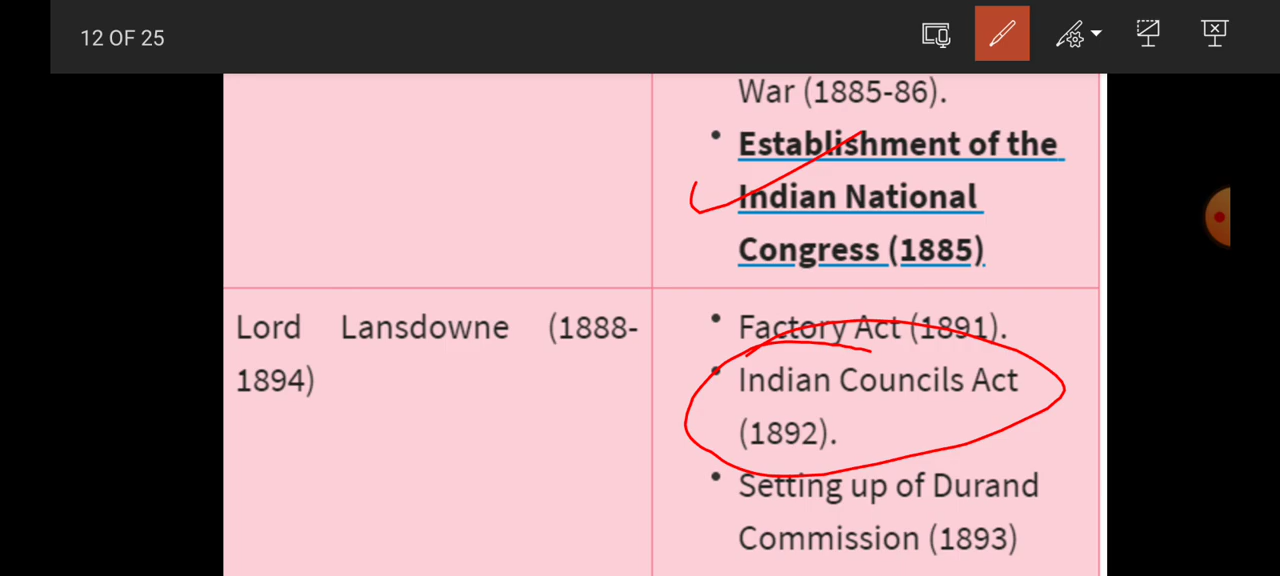 12 OF 25
War (1885-86).
• Establishment of the
Indian National
Congress (1885)
Lord Lansdowne (1888-
1894)
• Factory Act (1891).
• Indian Councils Act
(1892).
• Setting up of Durand
Commission (1893)